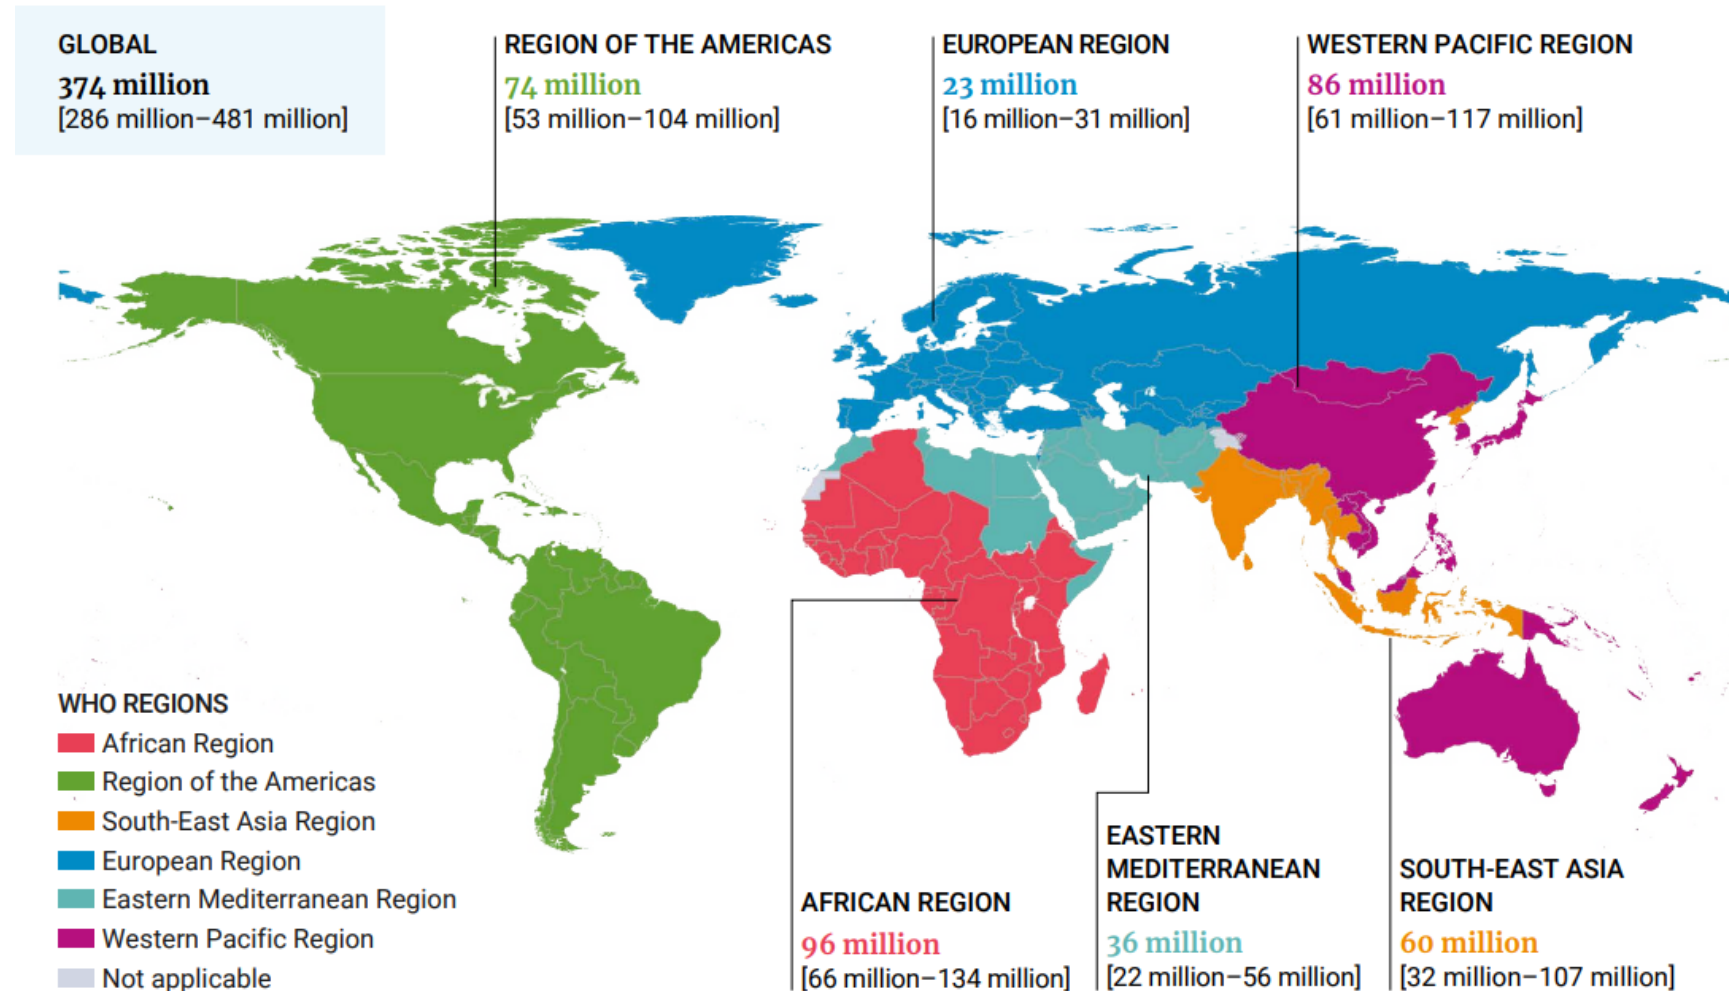 GLOBAL
374 million
[286 million–481 million]
REGION OF THE AMERICAS
74 million
[53 million–104 million]
EUROPEAN REGION
23 million
[16 million–31 million]
WESTERN PACIFIC REGION
86 million
[61 million–117 million]
WHO REGIONS
African Region
Region of the Americas
South-East Asia Region
European Region
Eastern Mediterranean Region
Western Pacific Region
Not applicable
AFRICAN REGION
96 million
[66 million–134 million]
EASTERN
MEDITERRANEAN
REGION
36 million
[22 million–56 million]
SOUTH-EAST ASIA
REGION
60 million
[32 million–107 million]